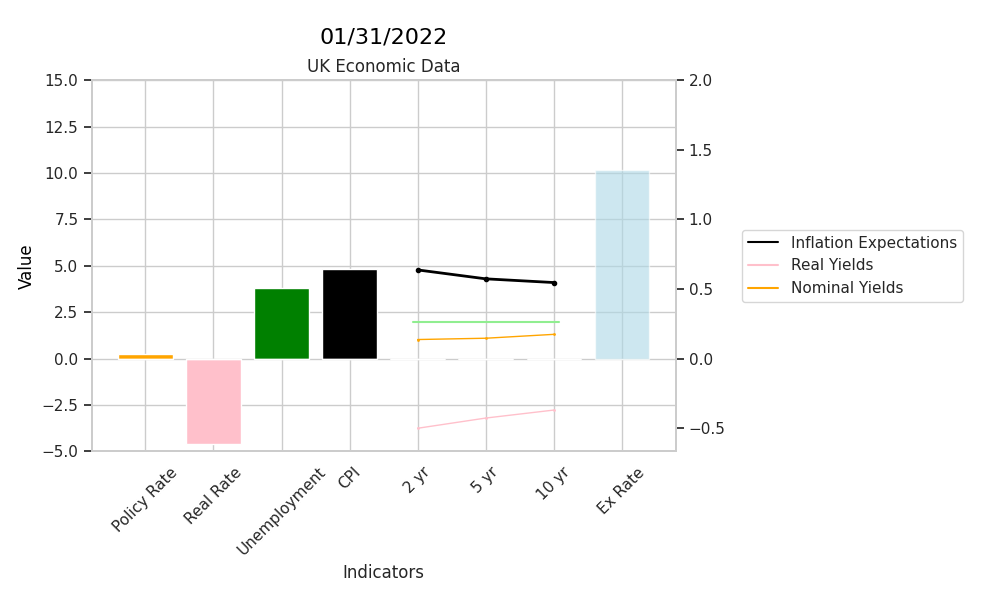 01/31/2022
UK Economic Data
15.0
12.5
10.0
7.5
5.0
2.5
0.0
−2.5
−5.0
Value
2.0
1.5
1.0
0.5
0.0
−0.5
Inflation Expectations
Real Yields
Nominal Yields
Policy Rate
Real Rate
Unemployment
CPI
2 yr
5 yr
10 yr
Ex Rate
Indicators